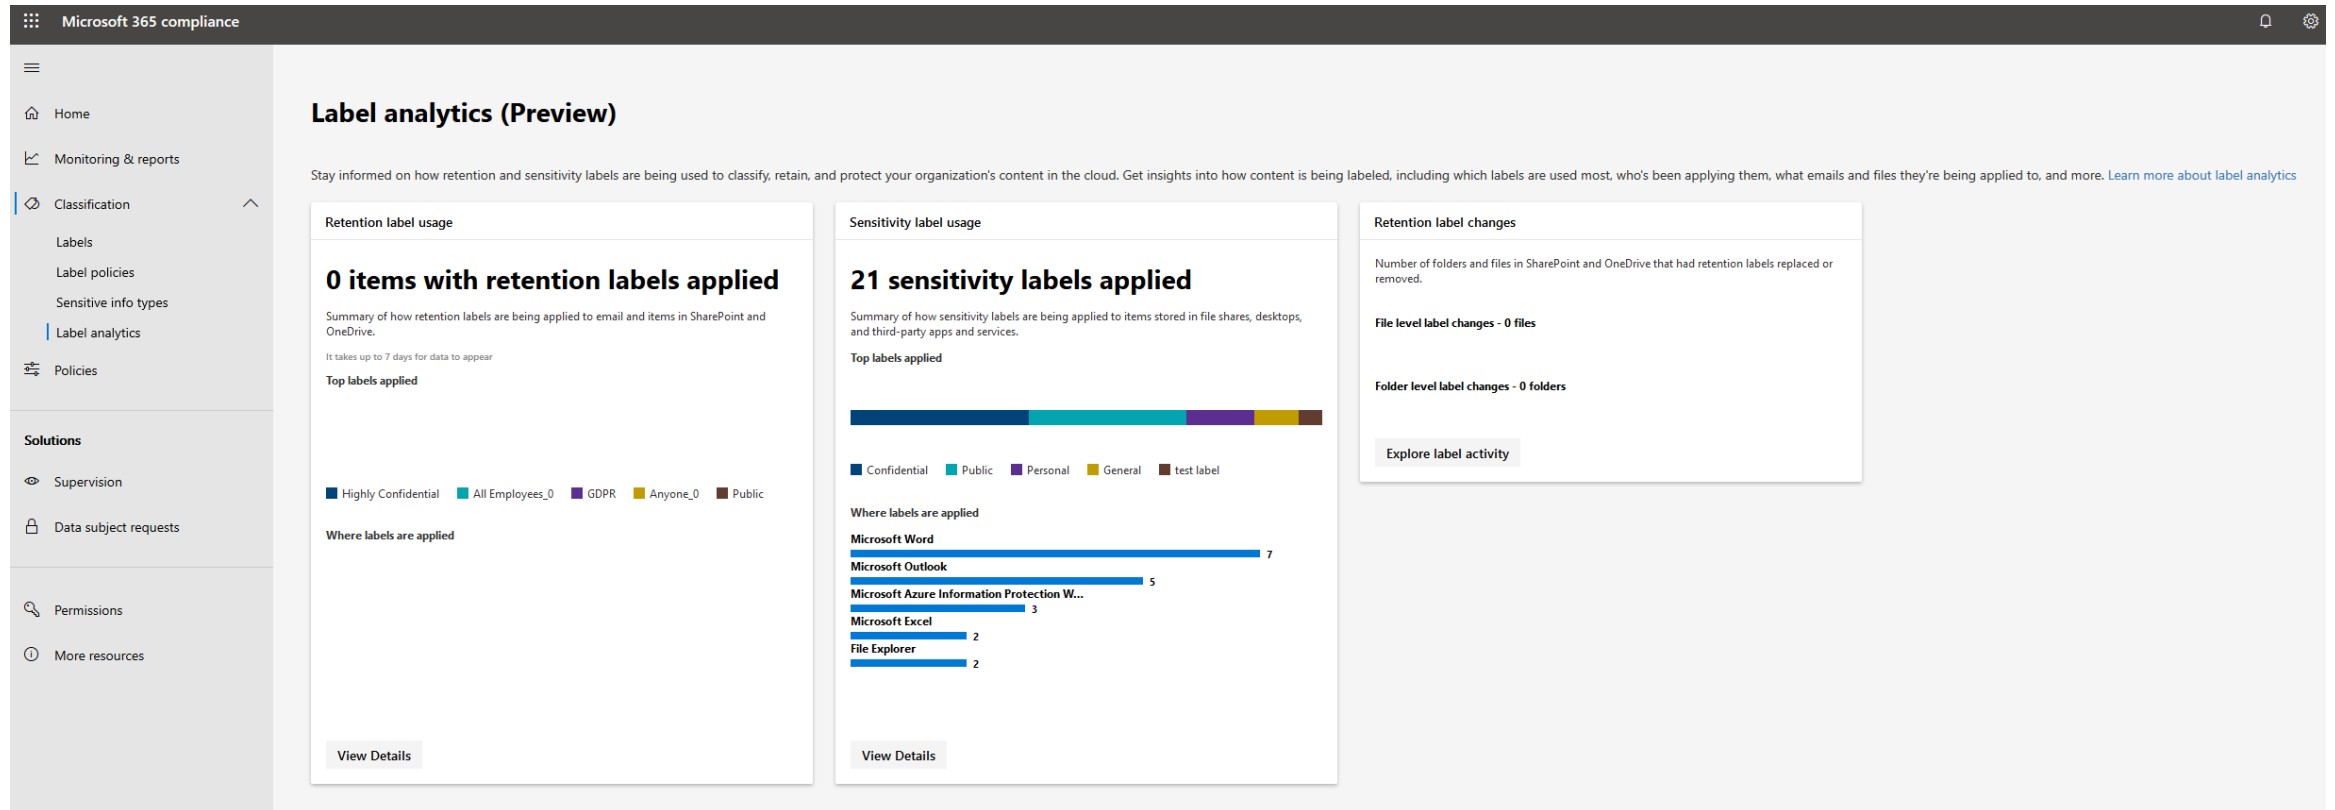 Microsoft 365 compliance
Home
Monitoring & reports
Classification
Labels
Label policies
Sensitive info types
Label analytics
Policies
Solutions
Supervision
Data subject requests
Permissions
More resources
Label analytics (Preview)
Stay informed on how retention and sensitivity labels are being used to classify, retain, and protect your organization's content in the cloud. Get insights into how content is being labeled, including which labels are used most, who's been applying them, what emails and files they're being applied to, and more. Learn more about label analytics
Retention label usage
0 items with retention labels applied
Summary of how retention labels are being applied to email and items in SharePoint and
OneDrive.
It takes up to 7 days for data to appear
Top labels applied
Highly Confidential All Employees_0 GDPR Anyone_0 Public
Where labels are applied
View Details
Sensitivity label usage
21 sensitivity labels applied
Summary of how sensitivity labels are being applied to items stored in file shares, desktops,
and third-party apps and services.
Top labels applied
Confidential Public Personal General test label
Where labels are applied
Microsoft Word
7
Microsoft Outlook
5
Microsoft Azure Information Protection W...
3
Microsoft Excel
2
File Explorer
2
View Details
Retention label changes
Number of folders and files in SharePoint and OneDrive that had retention labels replaced or
removed.
File level label changes - 0 files
Folder level label changes - 0 folders
Explore label activity